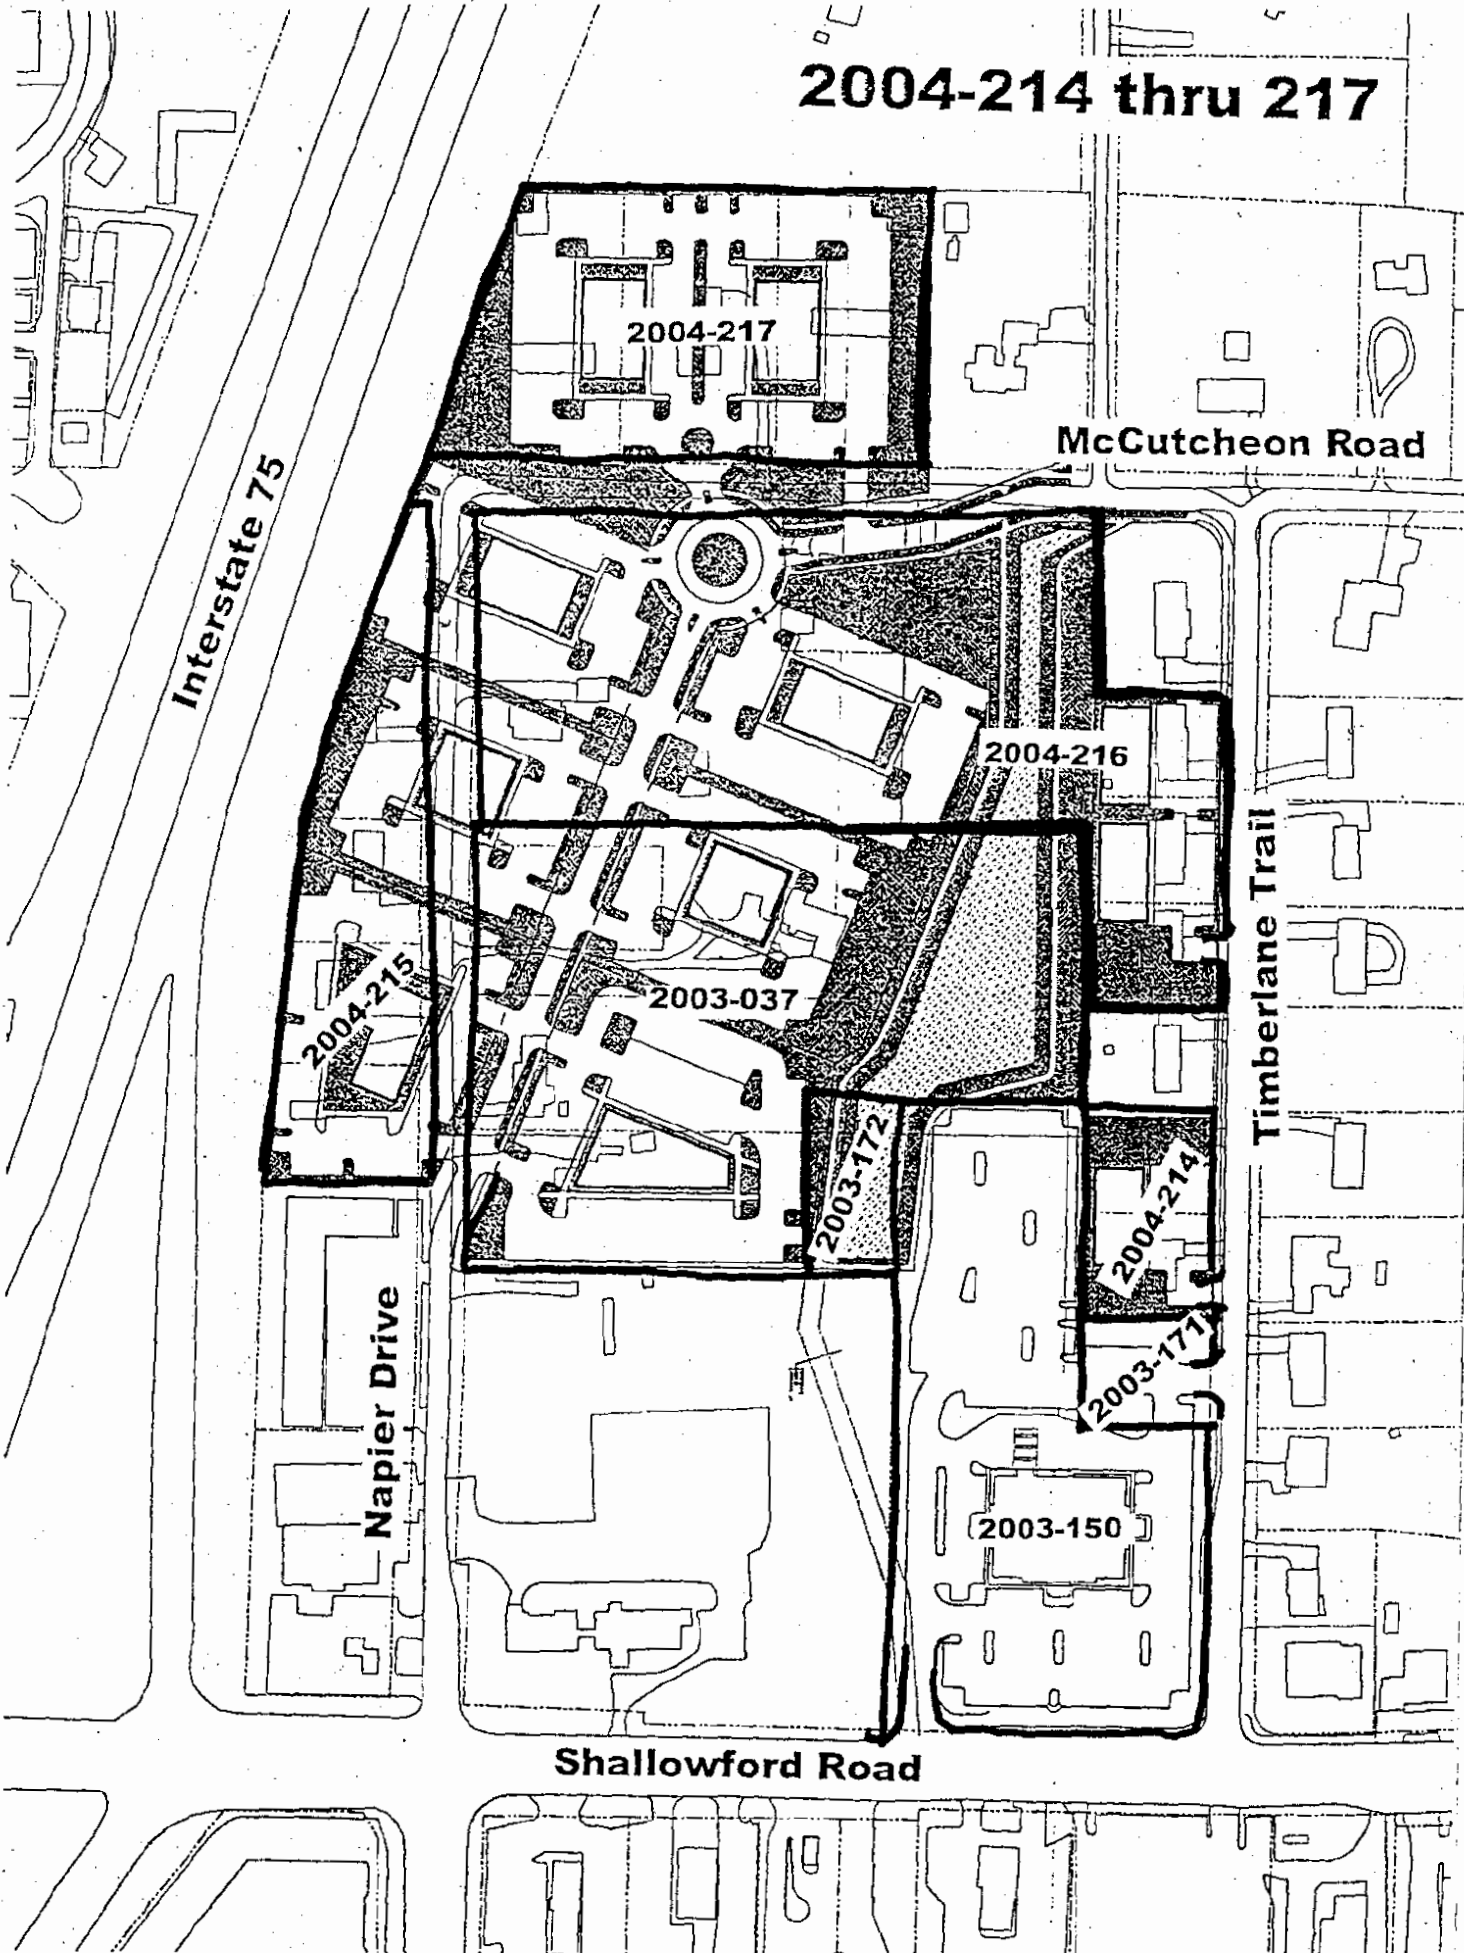 2004-214 thru 217
2004-217
McCutcheon Road
Interstate 75
2004-216
Timberlane Trail
2004-215
2003-037
2003-172
2004-214
2003-171
Napier Drive
2003-150
Shallowford Road